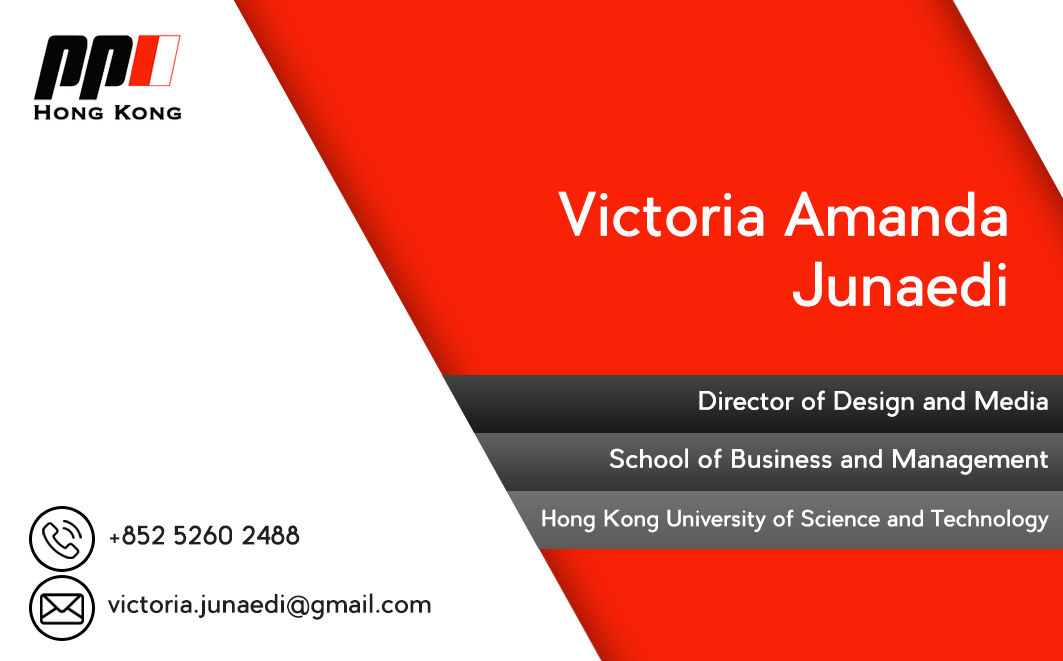 ppi
Hong Kong
Victoria Amanda
Junaedi
Director of Design and Media
School of Business and Management
Hong Kong University of Science and Technology
+852 5260 2488
victoria.junaedi@gmail.com